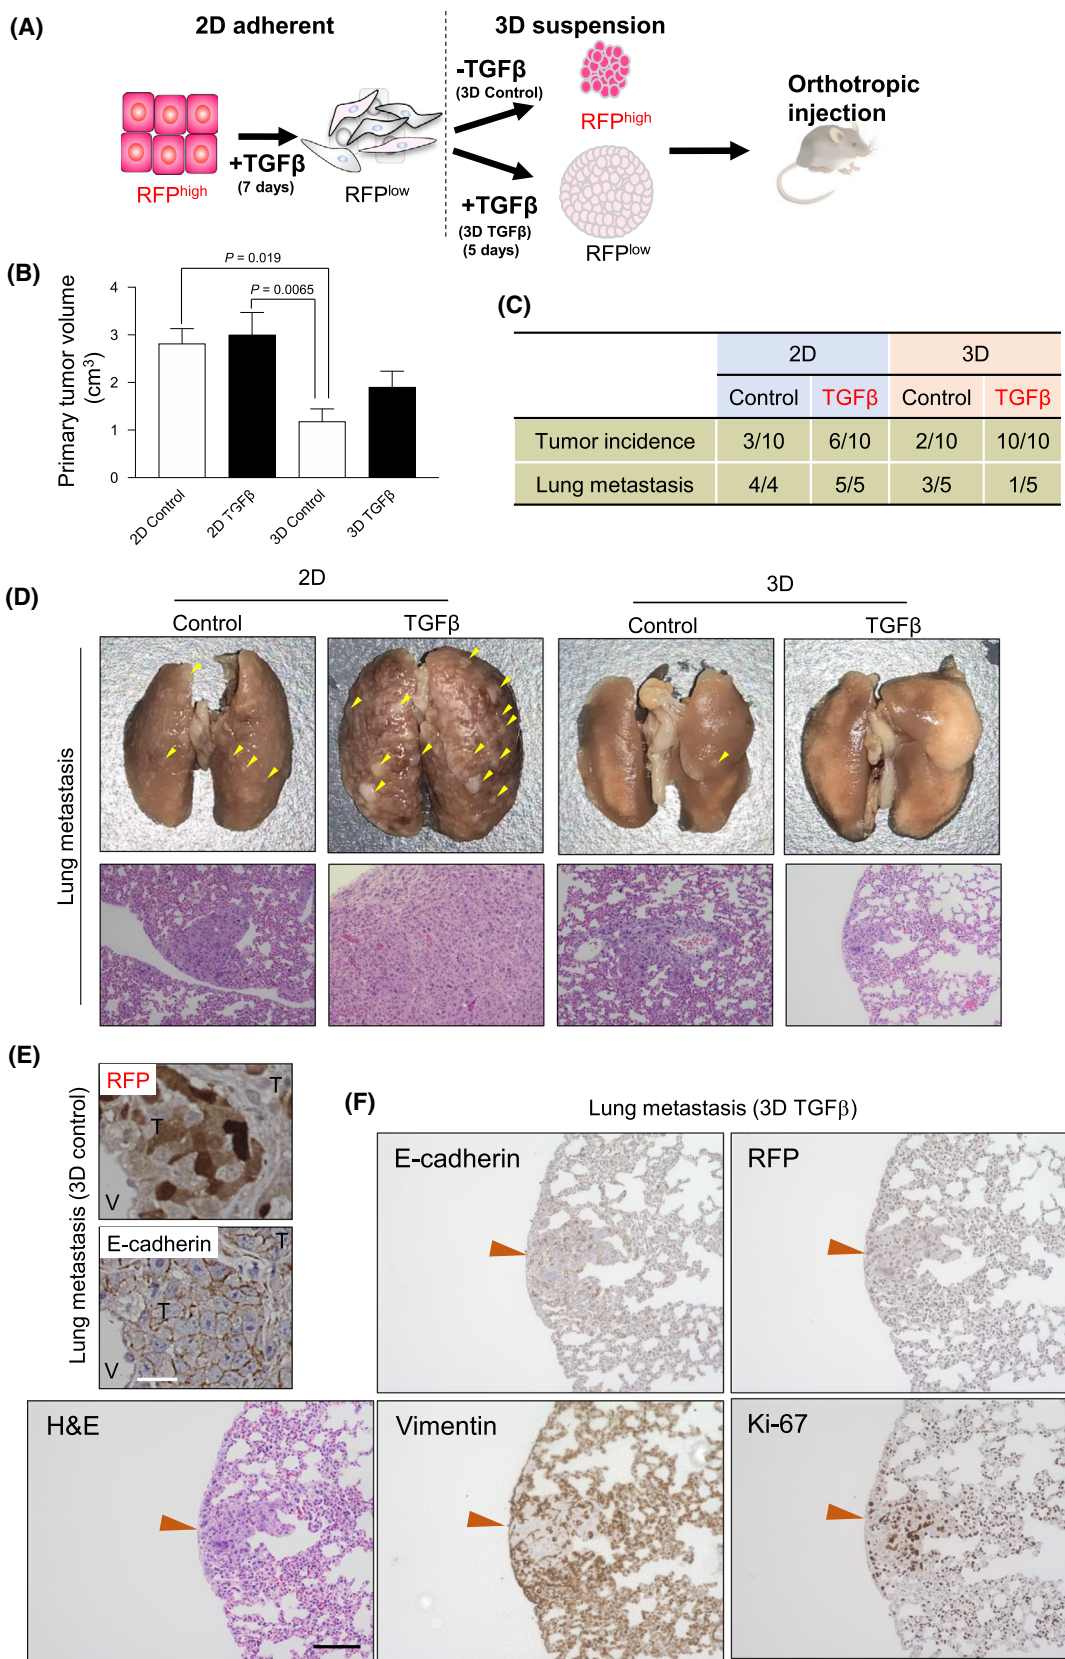 (A)
2D adherent
3D suspension
-TGFβ
(3D Control)
RFPhigh
Orthotropic
injection
+TGFβ
(7 days)
RFPhigh
RFPlow
+TGFβ
(3D TGFβ)
(5 days)
RFPlow
(B)
P = 0.019
P = 0.0065
Primary tumor volume
(cm3)
4
3
2
1
0
2D Control
2D TGFβ
3D Control
3D TGFβ
(C)
2D 3D
Control TGFβ Control TGFβ
Tumor incidence 3/10 6/10 2/10 10/10
Lung metastasis 4/4 5/5 3/5 1/5
(D)
2D
3D
Control
TGFβ
Control
TGFβ
Lung metastasis
(E)
Lung metastasis (3D control)
RFP
T
T
V
E-cadherin
T
T
V
(F)
Lung metastasis (3D TGFβ)
E-cadherin
RFP
H&E
Vimentin
Ki-67